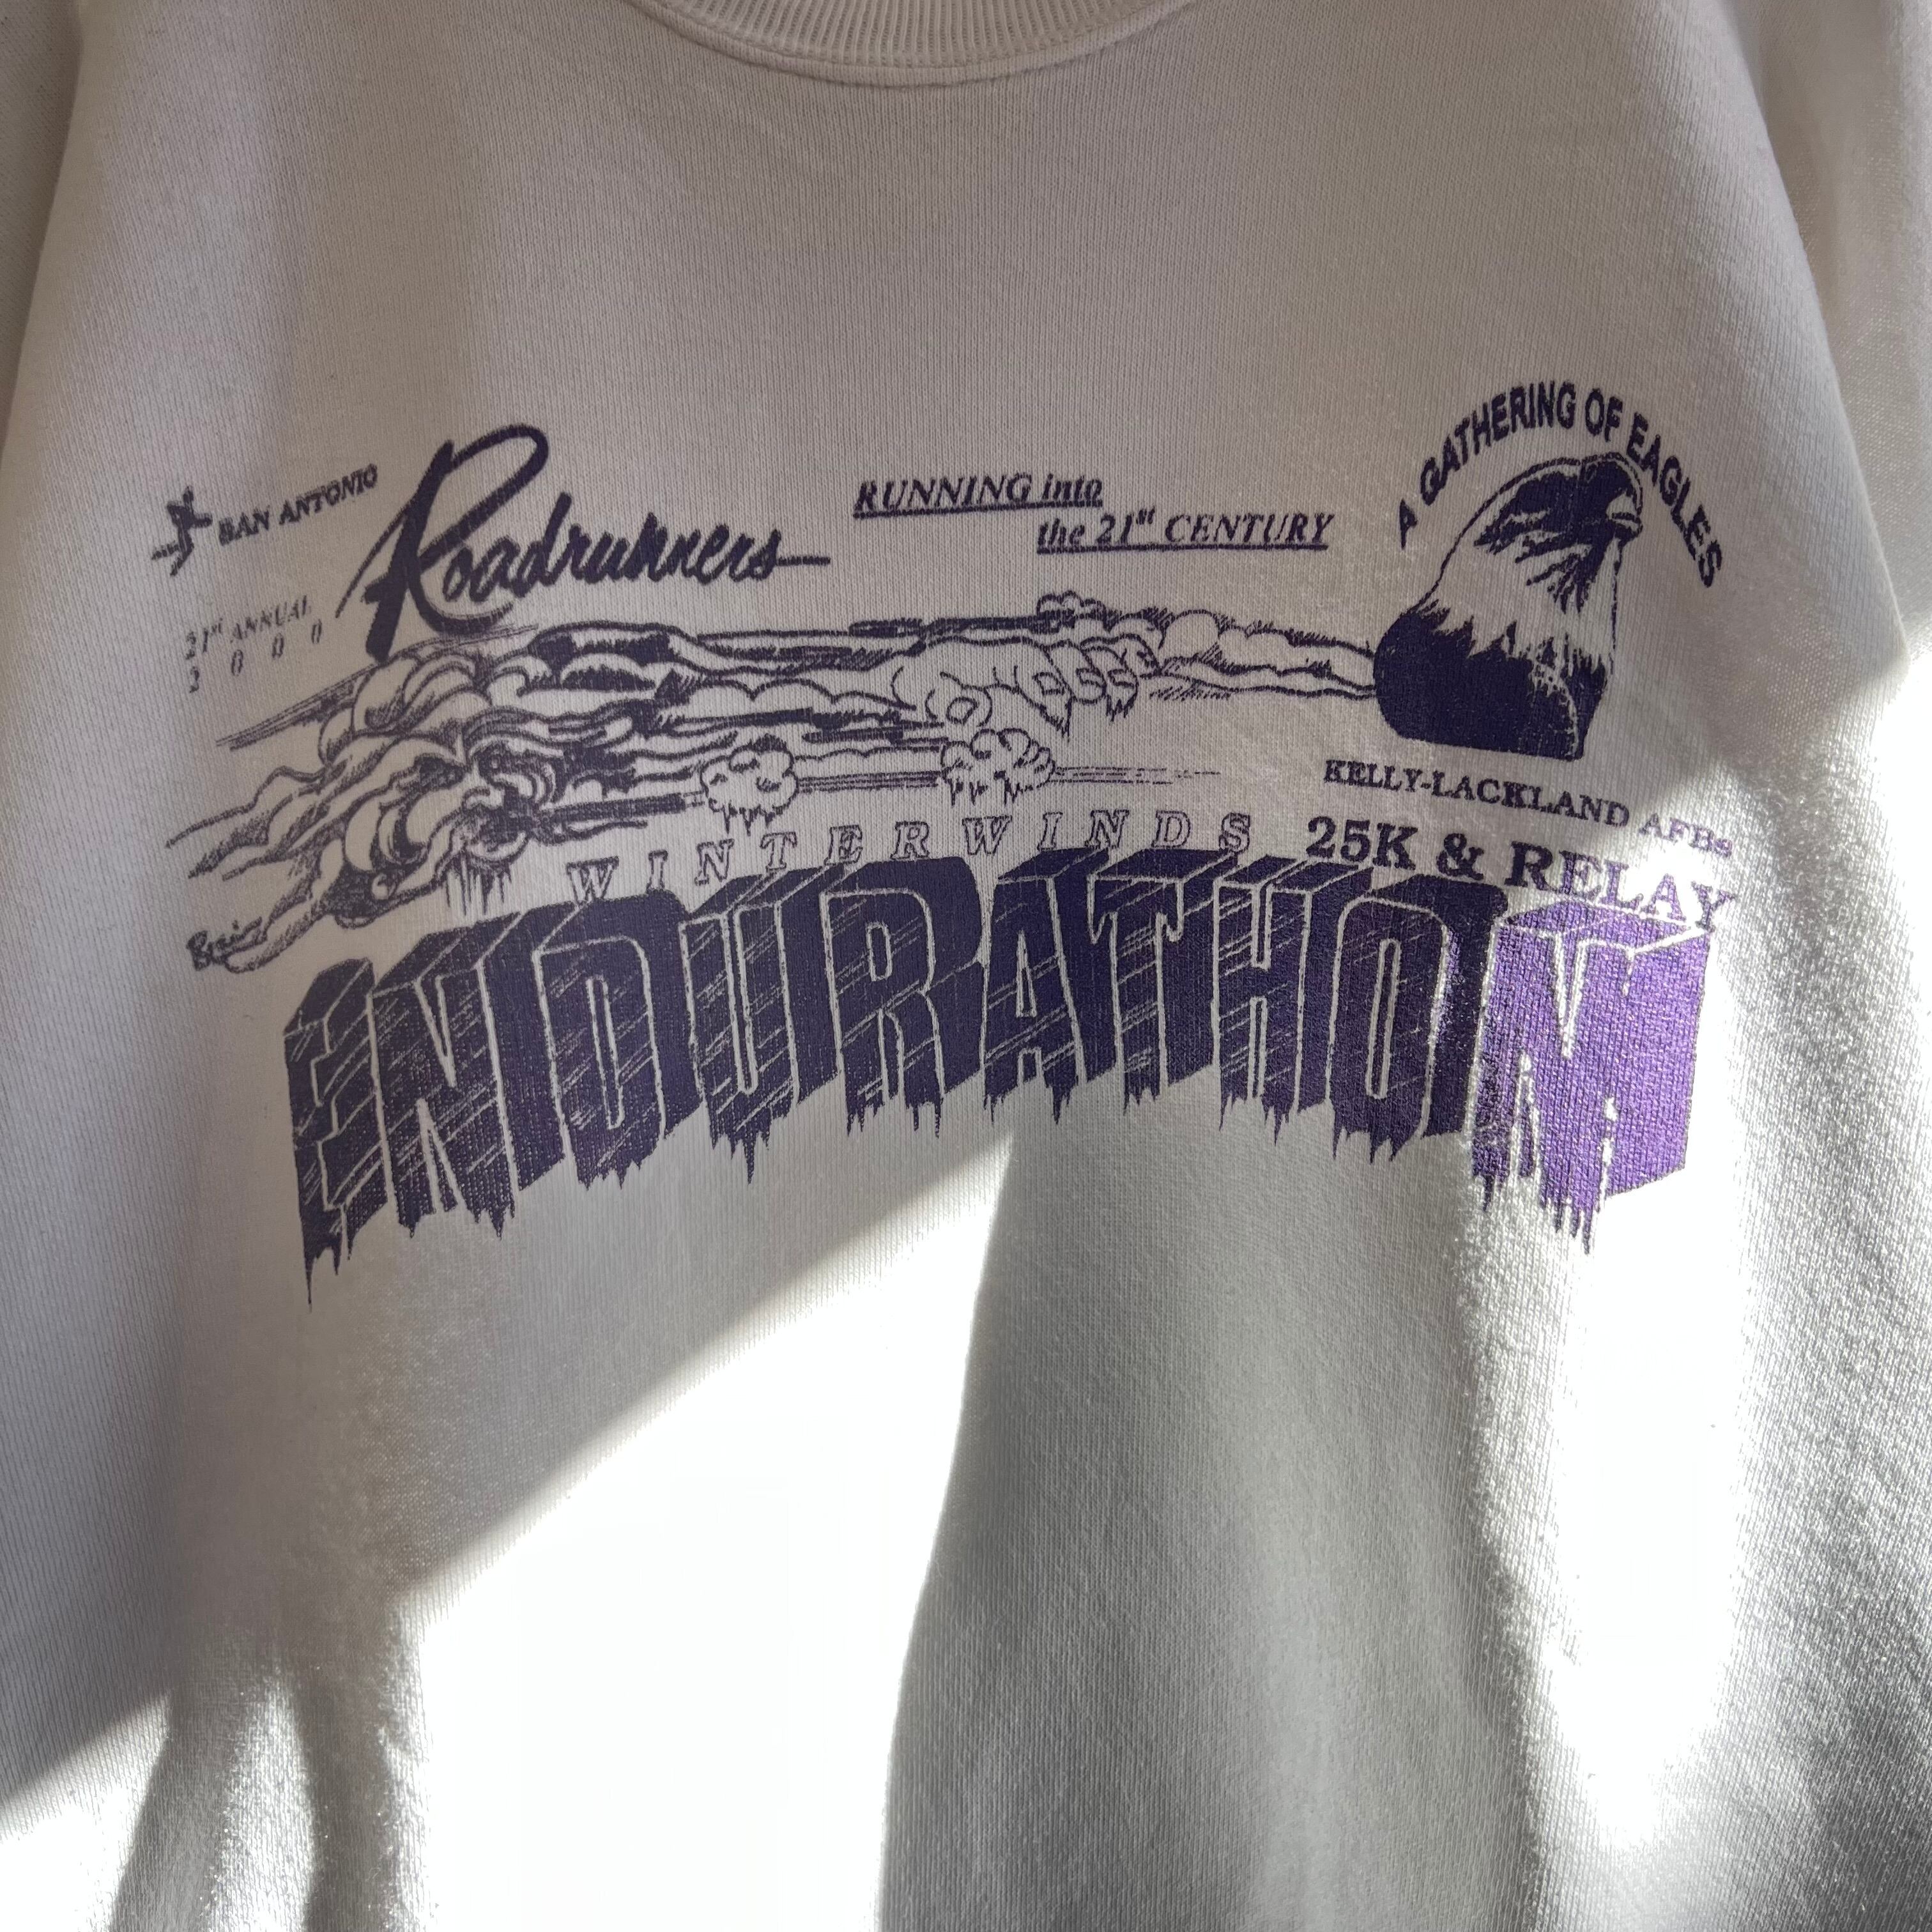 SAN ANTONIO
Roadrunners
21st ANNUAL
2000
RUNNING into
the 21st CENTURY
A GATHERING OF EAGLES
KELLY-LACKLAND AFBs
25K & RELAY
WINTERWINDS
ENDURATHON